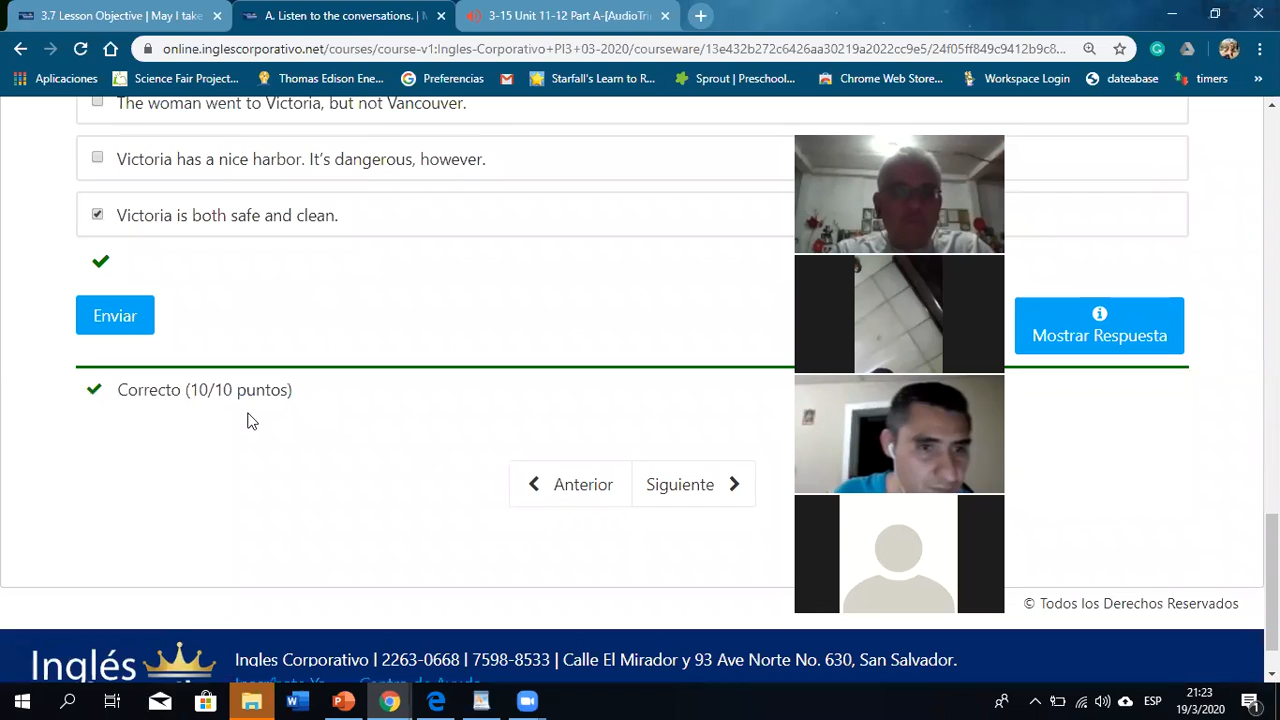 3.7 Lesson Objective | May I take
A. Listen to the conversations. | M
3-15 Unit 11-12 Part A-[AudioTri
online.inglescorporativo.net/courses/course-v1:Ingles-Corporativo+PI3+03-2020/courseware/13e432b272c6426aa30219a2022cc9e5/24f05ff849c9412b9c8...
Aplicaciones
Science Fair Project...
Thomas Edison Ene...
Preferencias
Starfall's Learn to R...
Sprout | Preschool...
Chrome Web Store...
Workspace Login
dateabase
timers
»
The woman went to Victoria, but not Vancouver.
Victoria has a nice harbor. It's dangerous, however.
Victoria is both safe and clean.
Enviar
Mostrar Respuesta
Correcto (10/10 puntos)
Anterior
Siguiente
© Todos los Derechos Reservados
Inglés
Ingles Corporativo | 2263-0668 | 7598-8533 | Calle El Mirador y 93 Ave Norte No. 630, San Salvador.
ESP
21:23
19/3/2020